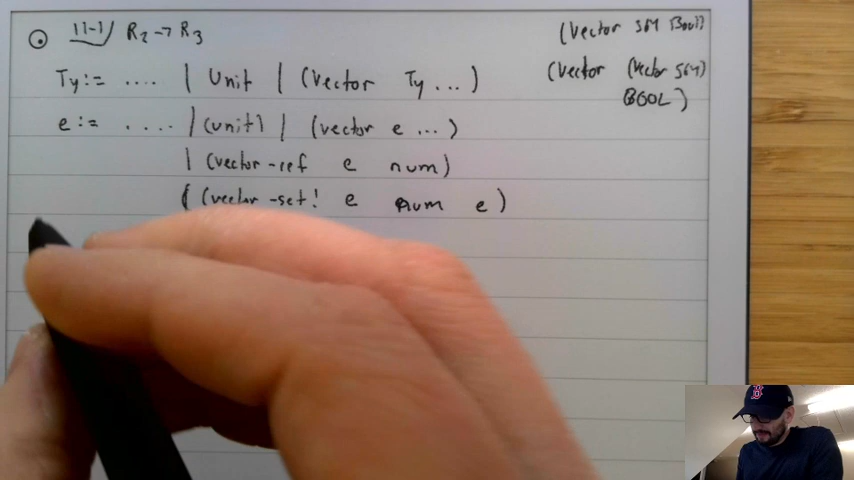 11-1/ R2 → R3
(Vector S64 Bool)
Ty := .... | Unit | (Vector Ty ...)
(Vector (Vector S64)
BOOL)
e := .... | (unit) | (vector e ...)
| (vector-ref e num)
| (vector-set! e num e)
B